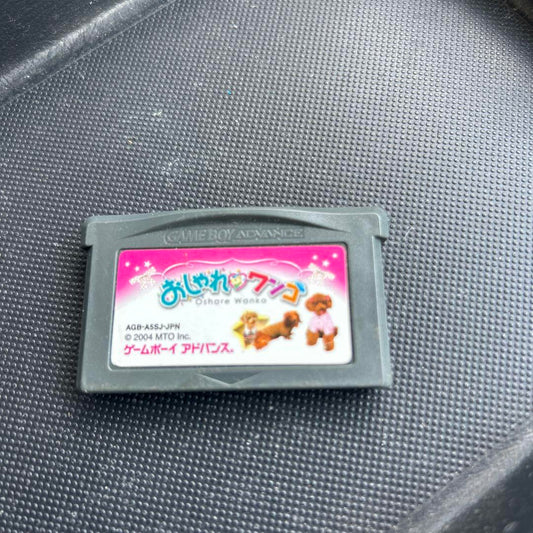 GAME BOY ADVANCE
おしゃれワンコ
Oshare Wanko
AGB-A5SJ-JPN
© 2004 MTO Inc.
ゲームボーイ アドバンス®